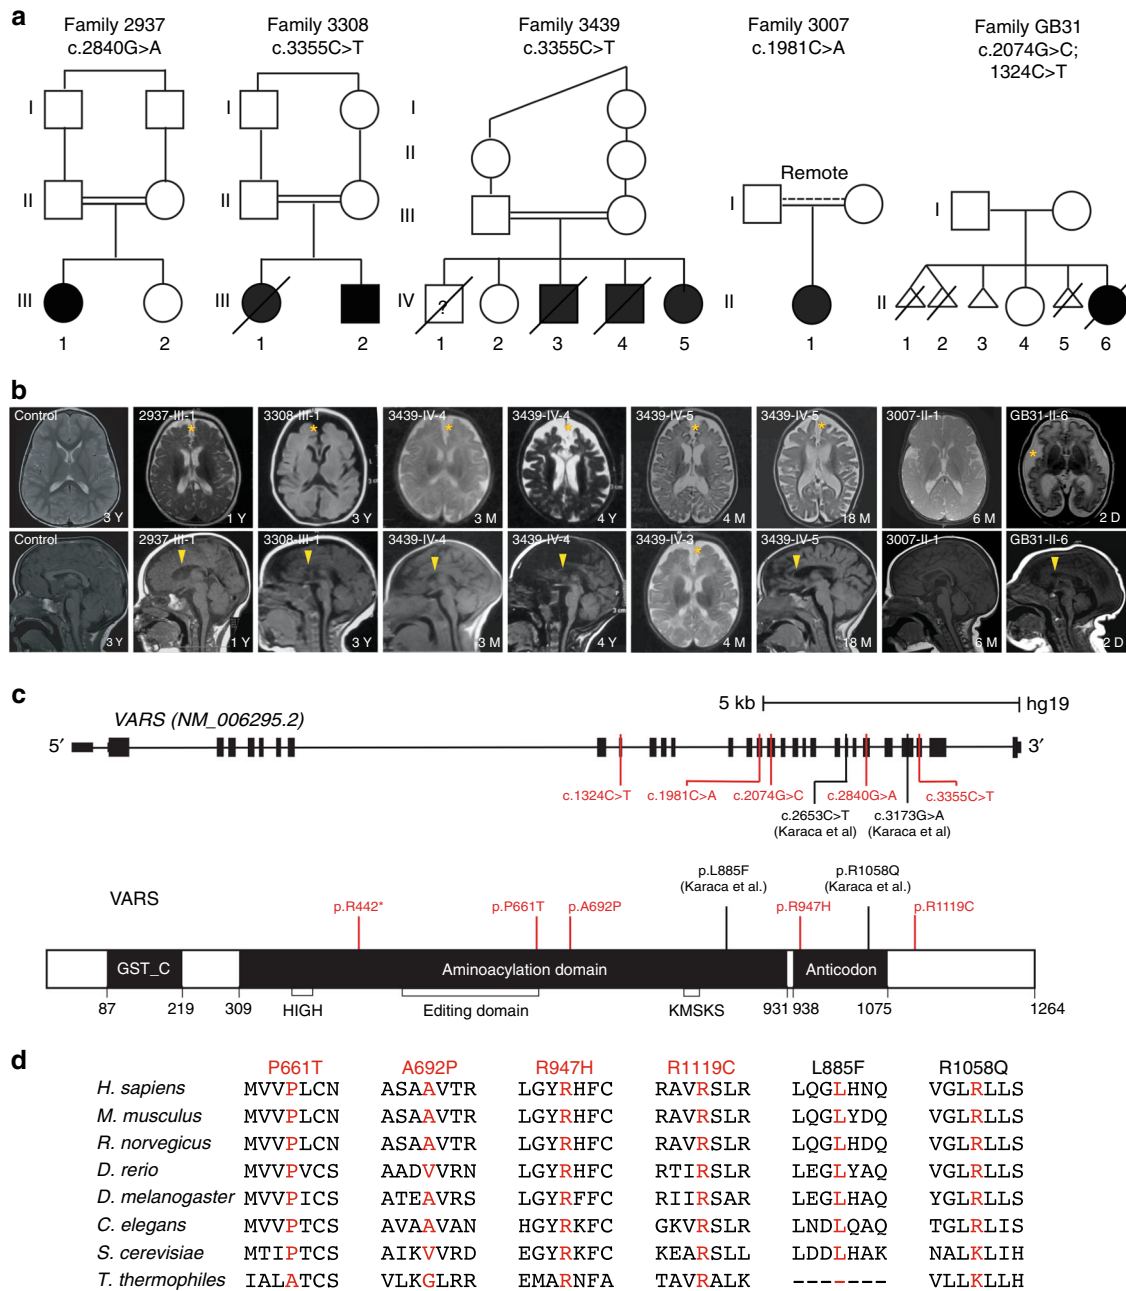 a
Family 2937
c.2840G>A
Family 3308
c.3355C>T
Family 3439
c.3355C>T
Family 3007
c.1981C>A
Family GB31
c.2074G>C;
1324C>T
I
II
III
1 2
I
II
III
1 2
I
II
III
IV
?
1 2 3 4 5
Remote
I
II
1
I
II
1 2 3 4 5 6
b
Control
3 Y
2937-III-1
*
1 Y
3308-III-1
*
3 Y
3439-IV-4
*
3 M
3439-IV-4
*
4 Y
3439-IV-5
*
4 M
3439-IV-5
*
18 M
3007-II-1
6 M
GB31-II-6
*
2 D
Control
3 Y
2937-III-1
1 Y
3308-III-1
3 Y
3439-IV-4
3 M
3439-IV-4
4 Y
3439-IV-3
*
4 M
3439-IV-5
18 M
3007-II-1
6 M
GB31-II-6
2 D
c
5 kb hg19
VARS (NM_006295.2)
5′ 3′
c.1324C>T c.1981C>A c.2074G>C c.2840G>A c.3355C>T
c.2653C>T c.3173G>A
(Karaca et al) (Karaca et al)
p.L885F p.R1058Q
(Karaca et al.) (Karaca et al.)
VARS
p.R442* p.P661T p.A692P p.R947H p.R1119C
GST_C Aminoacylation domain Anticodon
87 219 309 HIGH Editing domain KMSKS 931 938 1075 1264
d
P661T A692P R947H R1119C L885F R1058Q
H. sapiens MVVPLCN ASAAVTR LGYRHFC RAVRSLR LQGLHNQ VGLRLLS
M. musculus MVVPLCN ASAAVTR LGYRHFC RAVRSLR LQGLYDQ VGLRLLS
R. norvegicus MVVPLCN ASAAVTR LGYRHFC RAVRSLR LQGLHDQ VGLRLLS
D. rerio MVVPVCS AADVVRN LGYRHFC RTIRSLR LEGLYAQ VGLRLLS
D. melanogaster MVVPICS ATEAVRS LGYRFFC RIIRSAR LEGLHAQ YGLRLLS
C. elegans MVVPTCS AVAAVAN HGYRKFC GKVRSLR LNDLQAQ TGLRLIS
S. cerevisiae MTIPTCS AIKVVRD EGYRKFC KEARSLL LDDLHAK NALKLIH
T. thermophiles IALATCS VLKGLRR EMARNFA TAVRALK ------- VLLKLLH